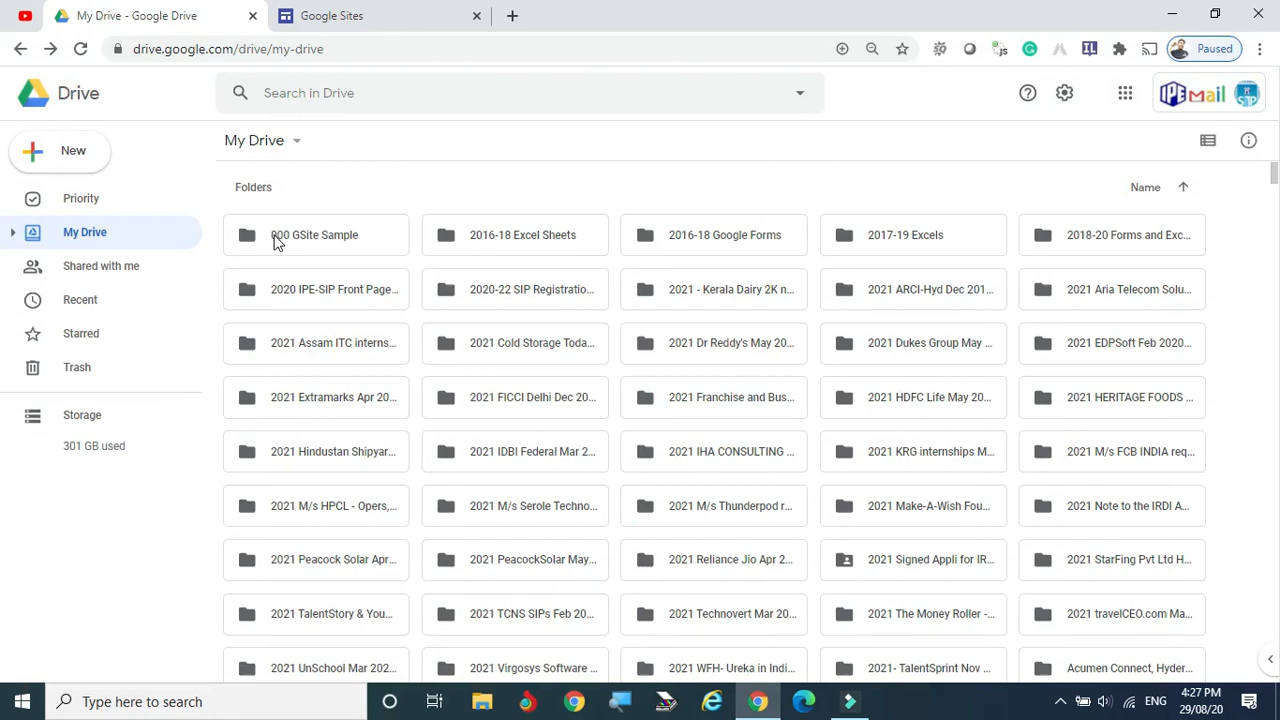 My Drive - Google Drive
Google Sites
drive.google.com/drive/my-drive
Paused
Drive
Search in Drive
IPEMail
SIP
New
My Drive
Priority
My Drive
Shared with me
Recent
Starred
Trash
Storage
301 GB used
Folders
Name
000 GSite Sample
2016-18 Excel Sheets
2016-18 Google Forms
2017-19 Excels
2018-20 Forms and Exc...
2020 IPE-SIP Front Page...
2020-22 SIP Registratio...
2021 - Kerala Dairy 2K n...
2021 ARCI-Hyd Dec 201...
2021 Aria Telecom Solu...
2021 Assam ITC interns...
2021 Cold Storage Toda...
2021 Dr Reddy's May 20...
2021 Dukes Group May ...
2021 EDPSoft Feb 2020...
2021 Extramarks Apr 20...
2021 FICCI Delhi Dec 20...
2021 Franchise and Bus...
2021 HDFC Life May 20...
2021 HERITAGE FOODS ...
2021 Hindustan Shipyar...
2021 IDBI Federal Mar 2...
2021 IHA CONSULTING ...
2021 KRG internships M...
2021 M/s FCB INDIA req...
2021 M/s HPCL - Opers,...
2021 M/s Serole Techno...
2021 M/s Thunderpod r...
2021 Make-A-Wish Fou...
2021 Note to the IRDI A...
2021 Peacock Solar Apr...
2021 PeacockSolar May...
2021 Reliance Jio Apr 2...
2021 Signed Appli for IR...
2021 StarFing Pvt Ltd H...
2021 TalentStory & You...
2021 TCNS SIPs Feb 20...
2021 Technovert Mar 20...
2021 The Money Roller -...
2021 travelCEO.com Ma...
2021 UnSchool Mar 202...
2021 Virgosys Software ...
2021 WFH- Ureka in Indi...
2021- TalentSprint Nov ...
Acumen Connect, Hyder...
Type here to search
ENG
4:27 PM
29/08/20